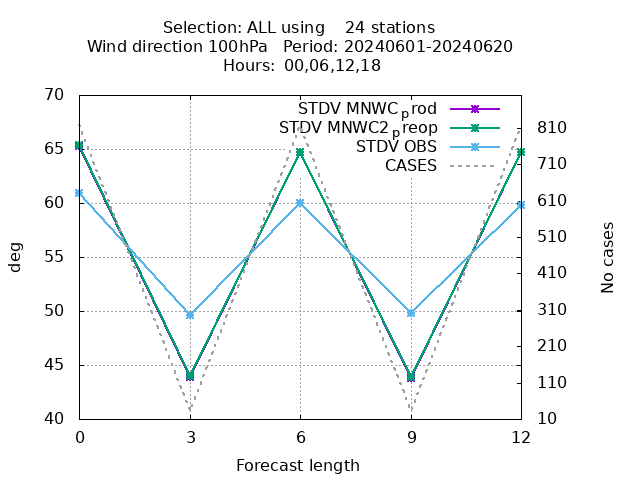 Selection: ALL using    24 stations
Wind direction 100hPa   Period: 20240601-20240620
Hours: 00,06,12,18
STDV MNWC_prod
STDV MNWC2_preop
STDV OBS
CASES
70
65
60
55
50
45
40
deg
810
710
610
510
410
310
210
110
10
No cases
0 3 6 9 12
Forecast length